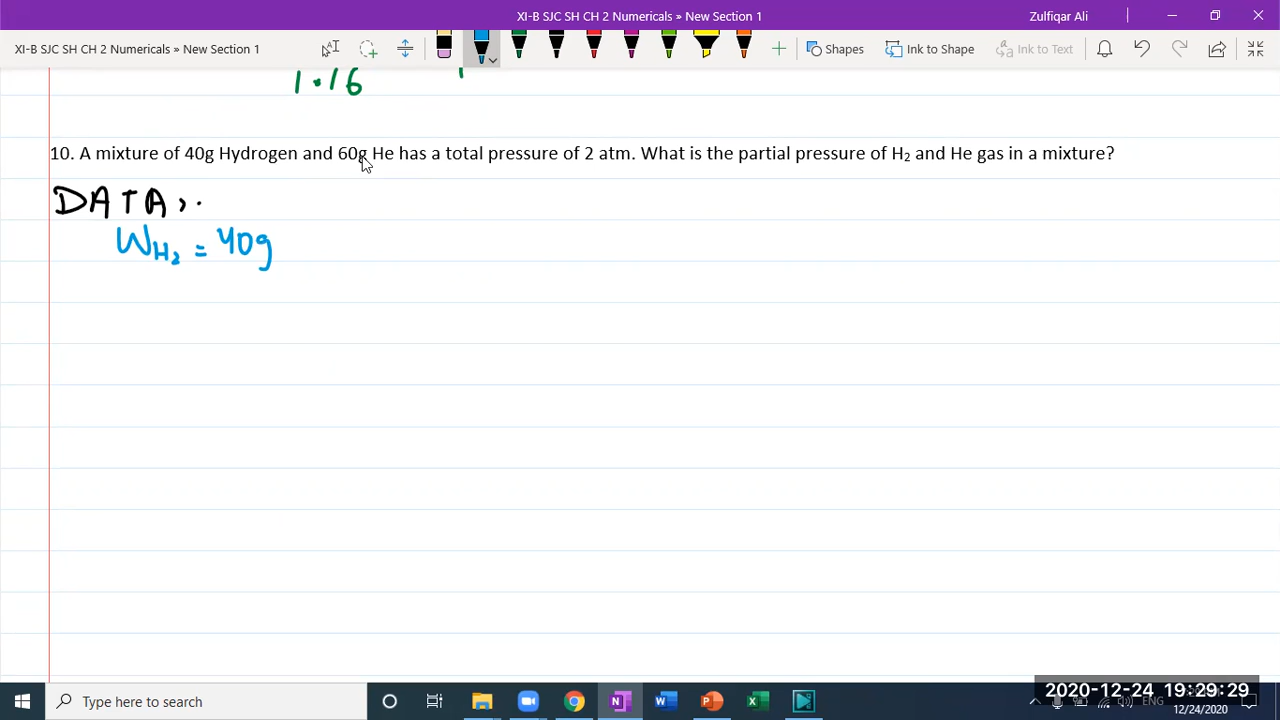 XI-B SJC SH CH 2 Numericals » New Section 1
Zulfiqar Ali
XI-B SJC SH CH 2 Numericals » New Section 1
Shapes
Ink to Shape
Ink to Text
1.16
10. A mixture of 40g Hydrogen and 60g He has a total pressure of 2 atm. What is the partial pressure of H₂ and He gas in a mixture?
DATA:.
WH₂ = 40g
Type here to search
ENG
2020-12-24 19:29:29
12/24/2020